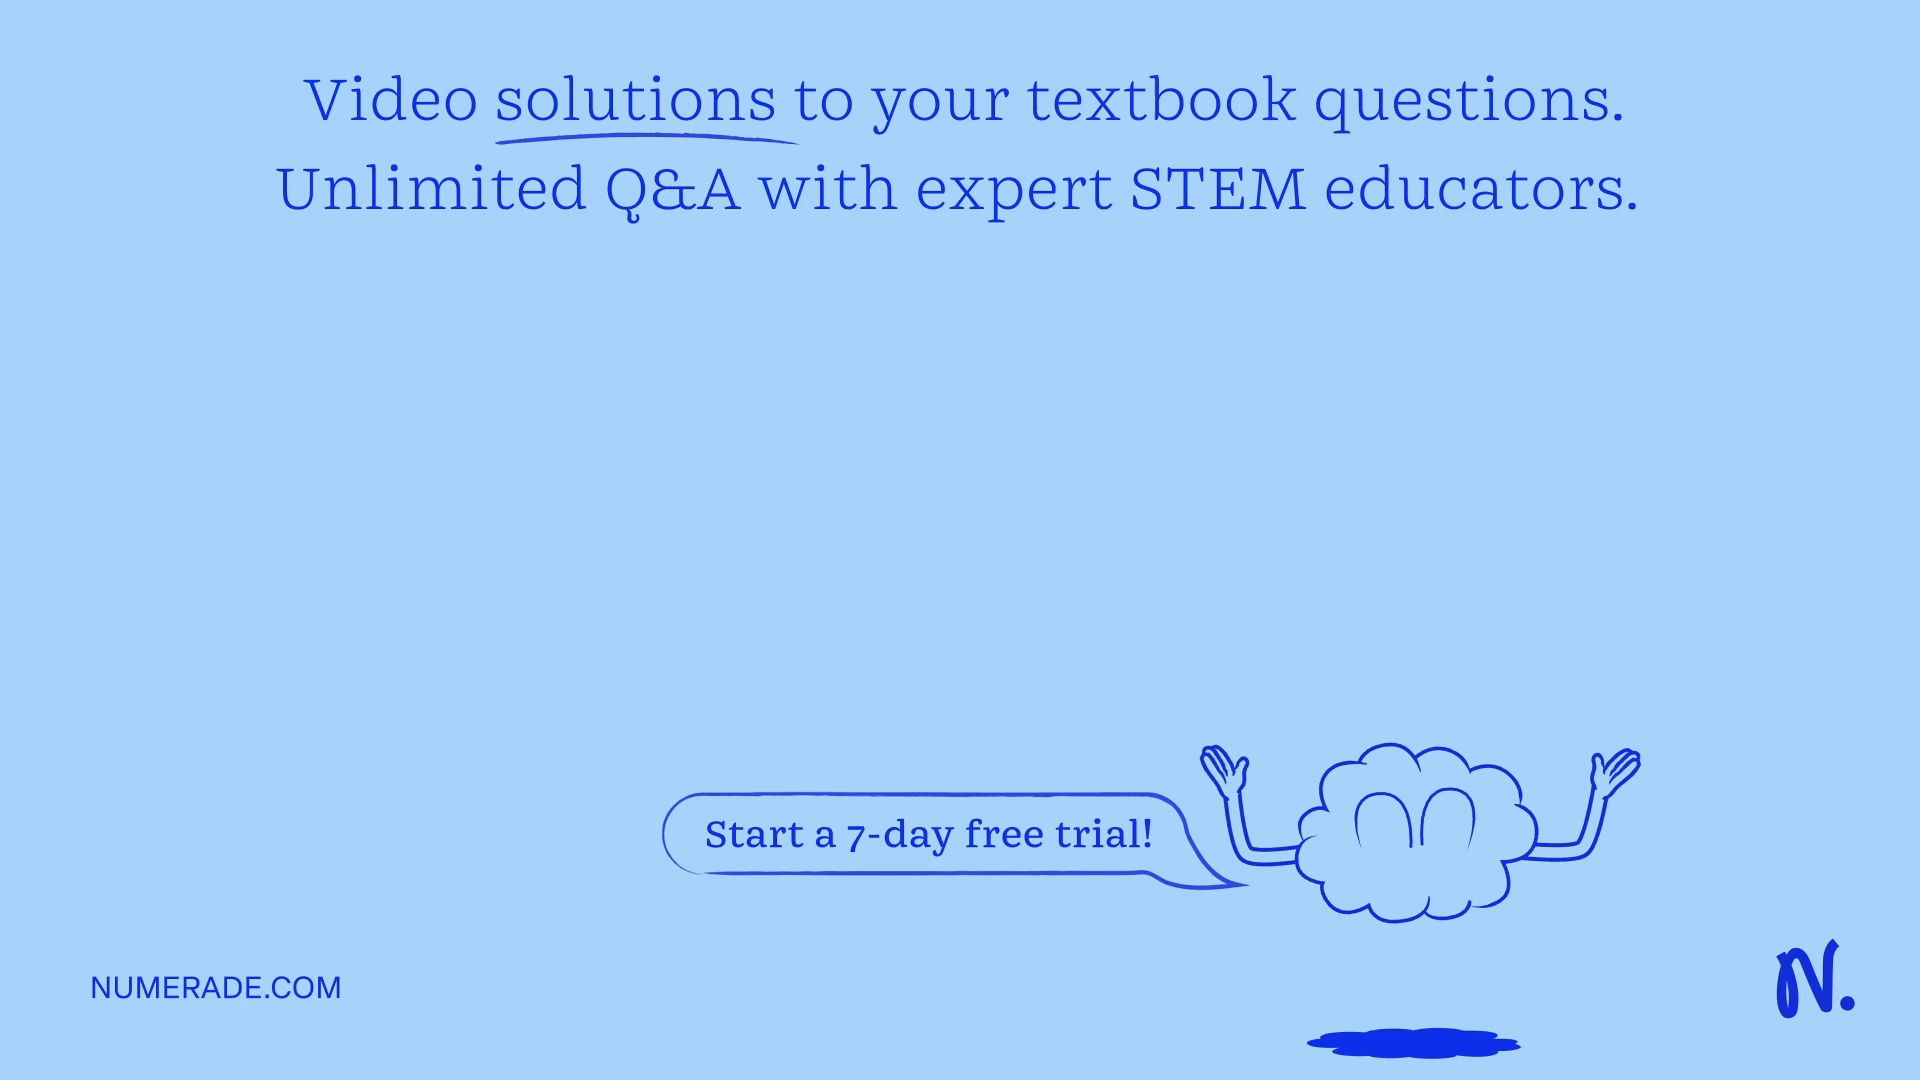 Video solutions to your textbook questions.
Unlimited Q&A with expert STEM educators.
Start a 7-day free trial!
NUMERADE.COM
N.